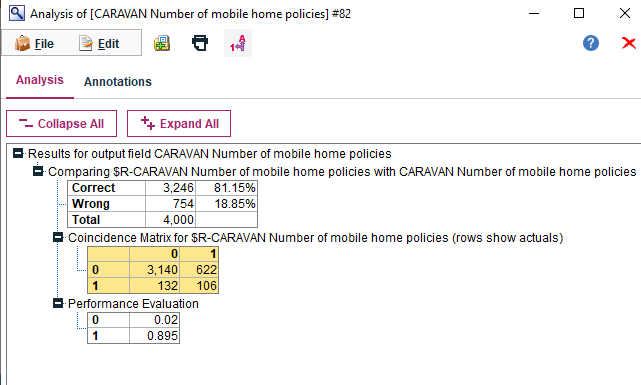 Analysis of [CARAVAN Number of mobile home policies] #82
File Edit
Analysis Annotations
Collapse All Expand All
Results for output field CARAVAN Number of mobile home policies
Comparing $R-CARAVAN Number of mobile home policies with CARAVAN Number of mobile home policies
Correct 3,246 81.15%
Wrong 754 18.85%
Total 4,000
Coincidence Matrix for $R-CARAVAN Number of mobile home policies (rows show actuals)
0 1
0 3,140 622
1 132 106
Performance Evaluation
0 0.02
1 0.895